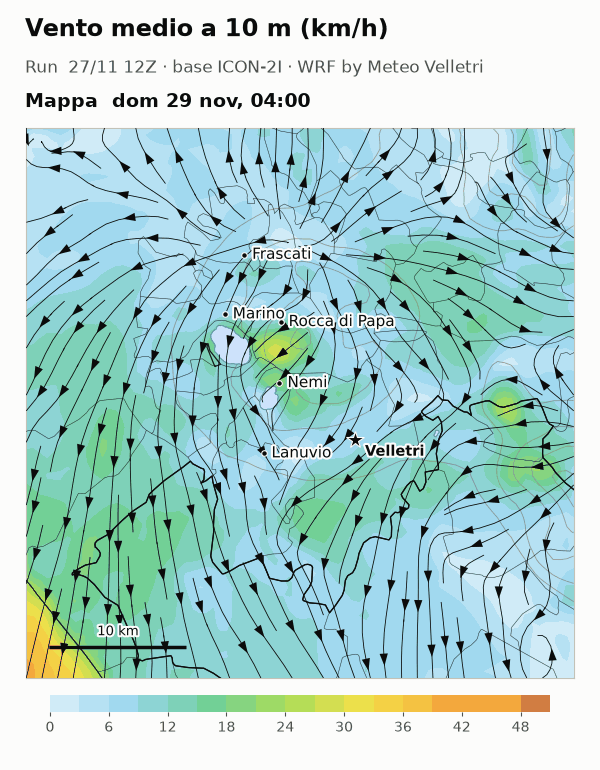 Vento medio a 10 m (km/h)
Run 27/11 12Z · base ICON-2I · WRF by Meteo Velletri
Mappa dom 29 nov, 04:00
Frascati
Marino
Rocca di Papa
Nemi
Velletri
Lanuvio
10 km
0 6 12 18 24 30 36 42 48